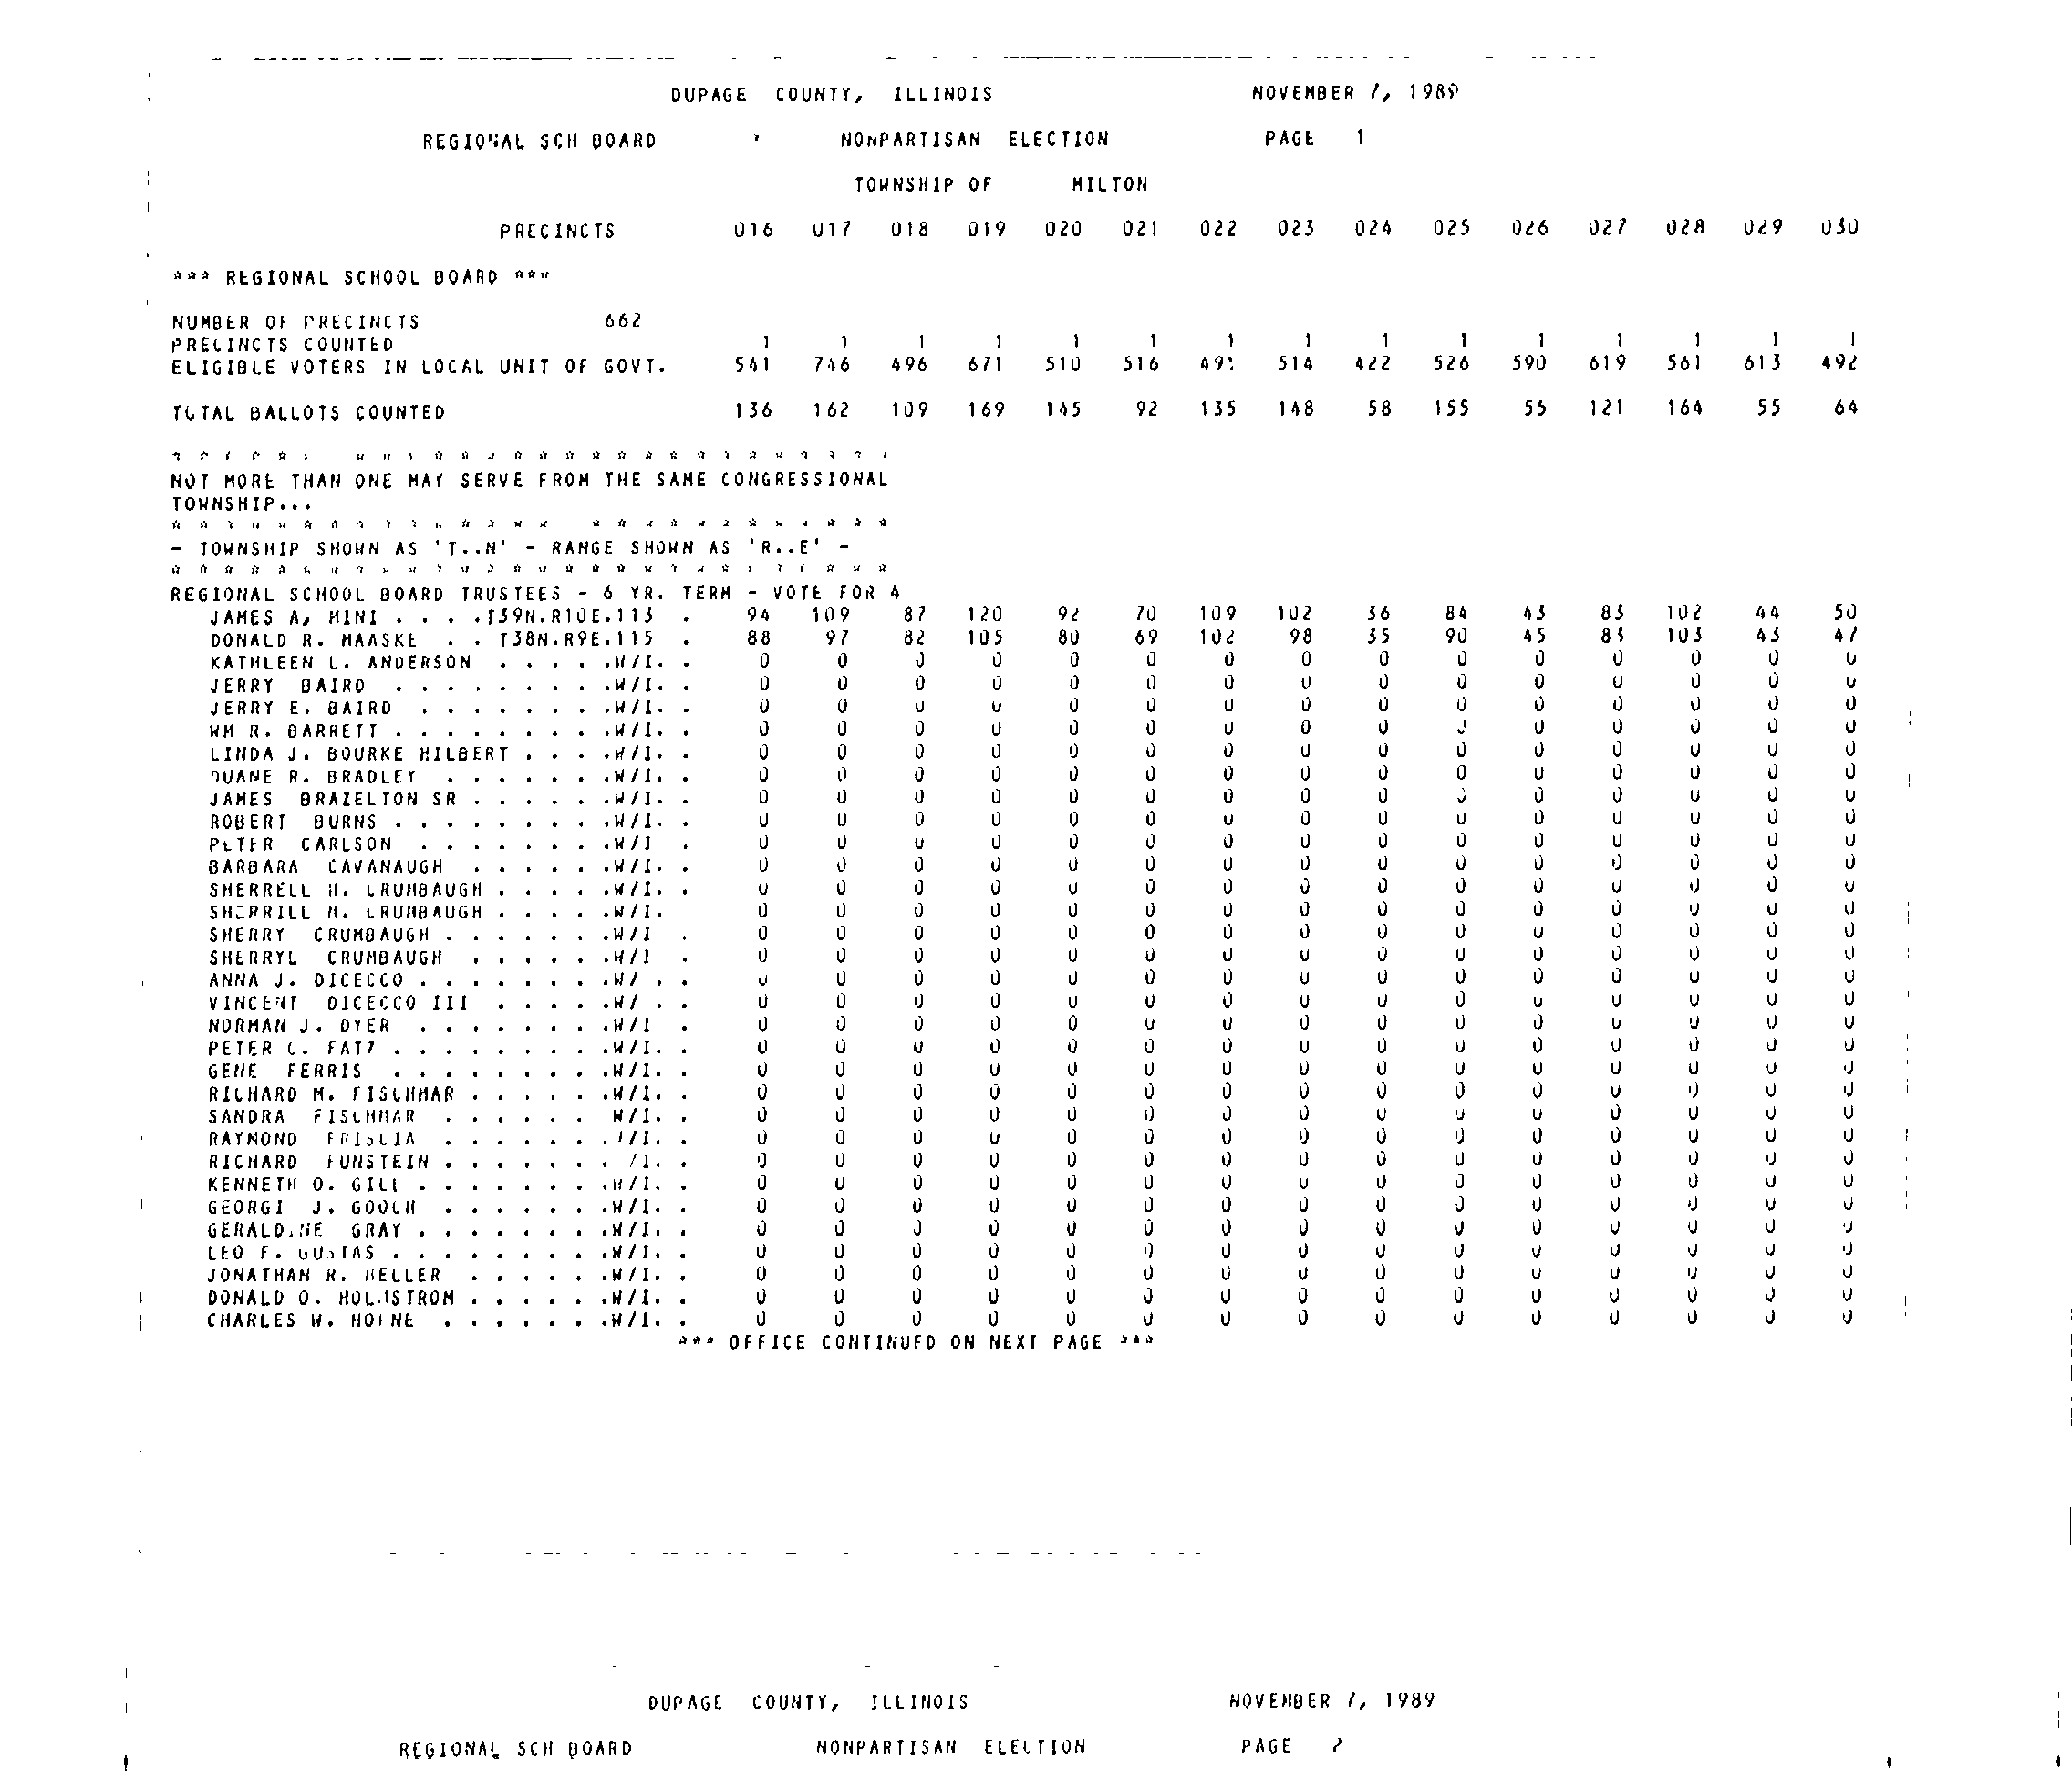 DUPAGE COUNTY, ILLINOIS NOVEMBER 7, 1989
REGIONAL SCH BOARD NONPARTISAN ELECTION PAGE 1
TOWNSHIP OF MILTON
PRECINCTS 016 017 018 019 020 021 022 023 024 025 026 027 028 029 030
*** REGIONAL SCHOOL BOARD ***
NUMBER OF PRECINCTS 662
PRECINCTS COUNTED 1 1 1 1 1 1 1 1 1 1 1 1 1 1 1
ELIGIBLE VOTERS IN LOCAL UNIT OF GOVT. 541 746 496 671 510 516 514 422 526 590 619 561 613 492
TOTAL BALLOTS COUNTED 136 162 109 169 145 92 135 148 58 155 55 121 164 55 64
NOT MORE THAN ONE MAY SERVE FROM THE SAME CONGRESSIONAL
TOWNSHIP...
- TOWNSHIP SHOWN AS 'T..N' - RANGE SHOWN AS 'R..E' -
REGIONAL SCHOOL BOARD TRUSTEES - 6 YR. TERM - VOTE FOR 4
JAMES A. MINI . . . .T39N.R10E.113 . 94 109 87 120 92 70 109 102 36 84 43 83 102 44 50
DONALD R. MAASKE . . T38N.R9E.115 . 88 97 82 105 80 69 102 98 35 90 45 83 103 43 47
KATHLEEN L. ANDERSON . . . . .W/I. . 0 0 0 0 0 0 0 0 0 0 0 0 0 0 0
JERRY BAIRD . . . . . . . . .W/I. . 0 0 0 0 0 0 0 0 0 0 0 0 0 0 0
JERRY E. BAIRD . . . . . . . .W/I. . 0 0 0 0 0 0 0 0 0 0 0 0 0 0 0
WM R. BARRETT . . . . . . . . .W/I. . 0 0 0 0 0 0 0 0 0 0 0 0 0 0 0
LINDA J. BOURKE HILBERT . . . .W/I. . 0 0 0 0 0 0 0 0 0 0 0 0 0 0 0
DUANE R. BRADLEY . . . . . . .W/I. . 0 0 0 0 0 0 0 0 0 0 0 0 0 0 0
JAMES BRAZELTON SR . . . . . .W/I. . 0 0 0 0 0 0 0 0 0 0 0 0 0 0 0
ROBERT BURNS . . . . . . . . .W/I. . 0 0 0 0 0 0 0 0 0 0 0 0 0 0 0
PETER CARLSON . . . . . . . .W/I . 0 0 0 0 0 0 0 0 0 0 0 0 0 0 0
BARBARA CAVANAUGH . . . . . .W/I. . 0 0 0 0 0 0 0 0 0 0 0 0 0 0 0
SHERRELL M. CRUMBAUGH . . . . .W/I. . 0 0 0 0 0 0 0 0 0 0 0 0 0 0 0
SHERRILL M. CRUMBAUGH . . . . .W/I. 0 0 0 0 0 0 0 0 0 0 0 0 0 0 0
SHERRY CRUMBAUGH . . . . . . .W/I . 0 0 0 0 0 0 0 0 0 0 0 0 0 0 0
SHERRYL CRUMBAUGH . . . . . .W/I . 0 0 0 0 0 0 0 0 0 0 0 0 0 0 0
ANNA J. DICECCO . . . . . . . .W/ . . 0 0 0 0 0 0 0 0 0 0 0 0 0 0 0
VINCENT DICECCO III . . . . .W/ . . 0 0 0 0 0 0 0 0 0 0 0 0 0 0 0
NORMAN J. DYER . . . . . . . .W/I . 0 0 0 0 0 0 0 0 0 0 0 0 0 0 0
PETER C. FATZ . . . . . . . . .W/I. . 0 0 0 0 0 0 0 0 0 0 0 0 0 0 0
GENE FERRIS . . . . . . . . .W/I. . 0 0 0 0 0 0 0 0 0 0 0 0 0 0 0
RICHARD M. FISCHMAR . . . . . .W/I. . 0 0 0 0 0 0 0 0 0 0 0 0 0 0 0
SANDRA FISCHMAR . . . . . . W/I. . 0 0 0 0 0 0 0 0 0 0 0 0 0 0 0
RAYMOND FRISCIA . . . . . . . /I. . 0 0 0 0 0 0 0 0 0 0 0 0 0 0 0
RICHARD FUNSTEIN . . . . . . . /I. . 0 0 0 0 0 0 0 0 0 0 0 0 0 0 0
KENNETH O. GILL . . . . . . . .W/I. . 0 0 0 0 0 0 0 0 0 0 0 0 0 0 0
GEORGI J. GOOCH . . . . . . .W/I. . 0 0 0 0 0 0 0 0 0 0 0 0 0 0 0
GERALDINE GRAY . . . . . . . .W/I. . 0 0 0 0 0 0 0 0 0 0 0 0 0 0 0
LEO F. GUSTAS . . . . . . . . .W/I. . 0 0 0 0 0 0 0 0 0 0 0 0 0 0 0
JONATHAN R. HELLER . . . . . .W/I. . 0 0 0 0 0 0 0 0 0 0 0 0 0 0 0
DONALD O. HOLMSTROM . . . . . .W/I. . 0 0 0 0 0 0 0 0 0 0 0 0 0 0 0
CHARLES W. . . . . . . .W/I. . 0 0 0 0 0 0 0 0 0 0 0 0 0 0 0
*** OFFICE CONTINUED ON NEXT PAGE ***
DUPAGE COUNTY, ILLINOIS NOVEMBER 7, 1989
REGIONAL SCH BOARD NONPARTISAN ELECTION PAGE 2